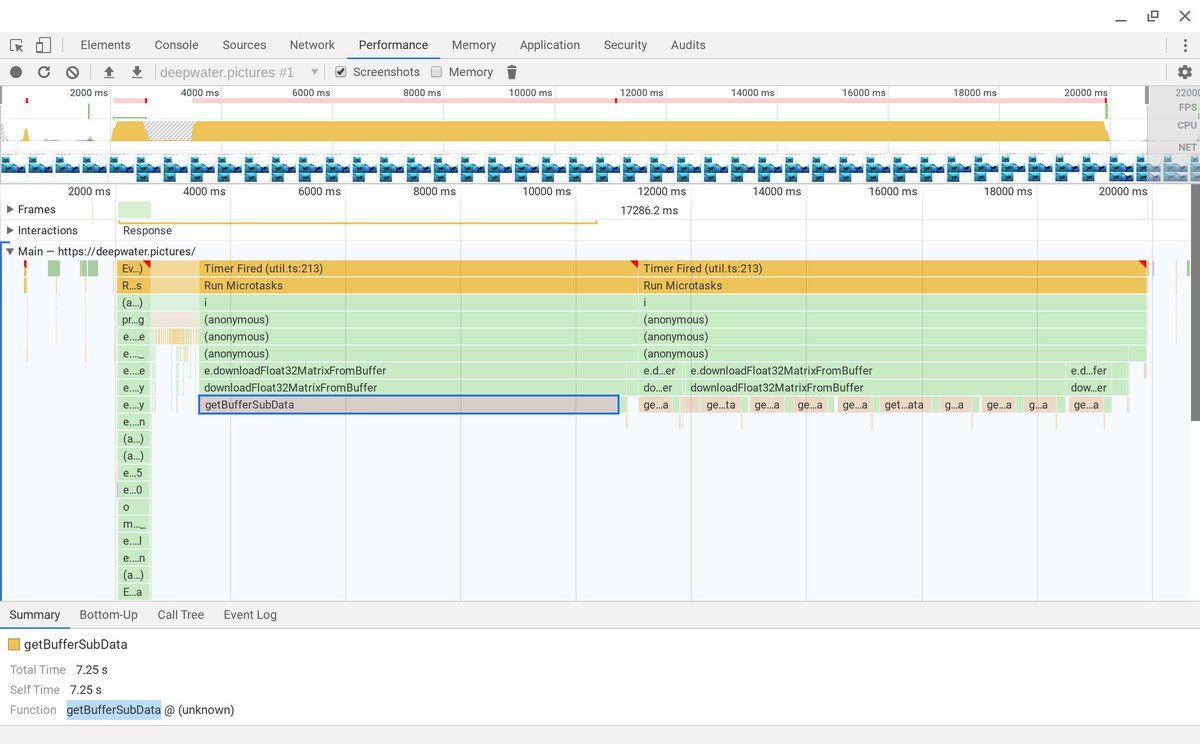 Elements Console Sources Network Performance Memory Application Security Audits
deepwater.pictures #1 Screenshots Memory
2000 ms 4000 ms 6000 ms 8000 ms 10000 ms 12000 ms 14000 ms 16000 ms 18000 ms 20000 ms 22000
FPS
CPU
NET
2000 ms 4000 ms 6000 ms 8000 ms 10000 ms 12000 ms 14000 ms 16000 ms 18000 ms 20000 ms
Frames 17286.2 ms
Interactions Response
Main — https://deepwater.pictures/
Ev...) Timer Fired (util.ts:213) Timer Fired (util.ts:213)
R...s Run Microtasks Run Microtasks
(a...) i i
pr...g (anonymous) (anonymous)
e...e (anonymous) (anonymous)
e..._ (anonymous) (anonymous)
e...e e.downloadFloat32MatrixFromBuffer e.d...er e.downloadFloat32MatrixFromBuffer e.d...fer
e...y downloadFloat32MatrixFromBuffer do...er downloadFloat32MatrixFromBuffer dow...er
e...y getBufferSubData ge...a ge...ta ge...a ge...a ge...a get...ata g...a ge...a g...a ge...a
e...n
(a...)
(a...)
e...5
e...0
o
m..._
e...l
e...n
(a...)
E...a
Summary Bottom-Up Call Tree Event Log
getBufferSubData
Total Time 7.25 s
Self Time 7.25 s
Function getBufferSubData @ (unknown)